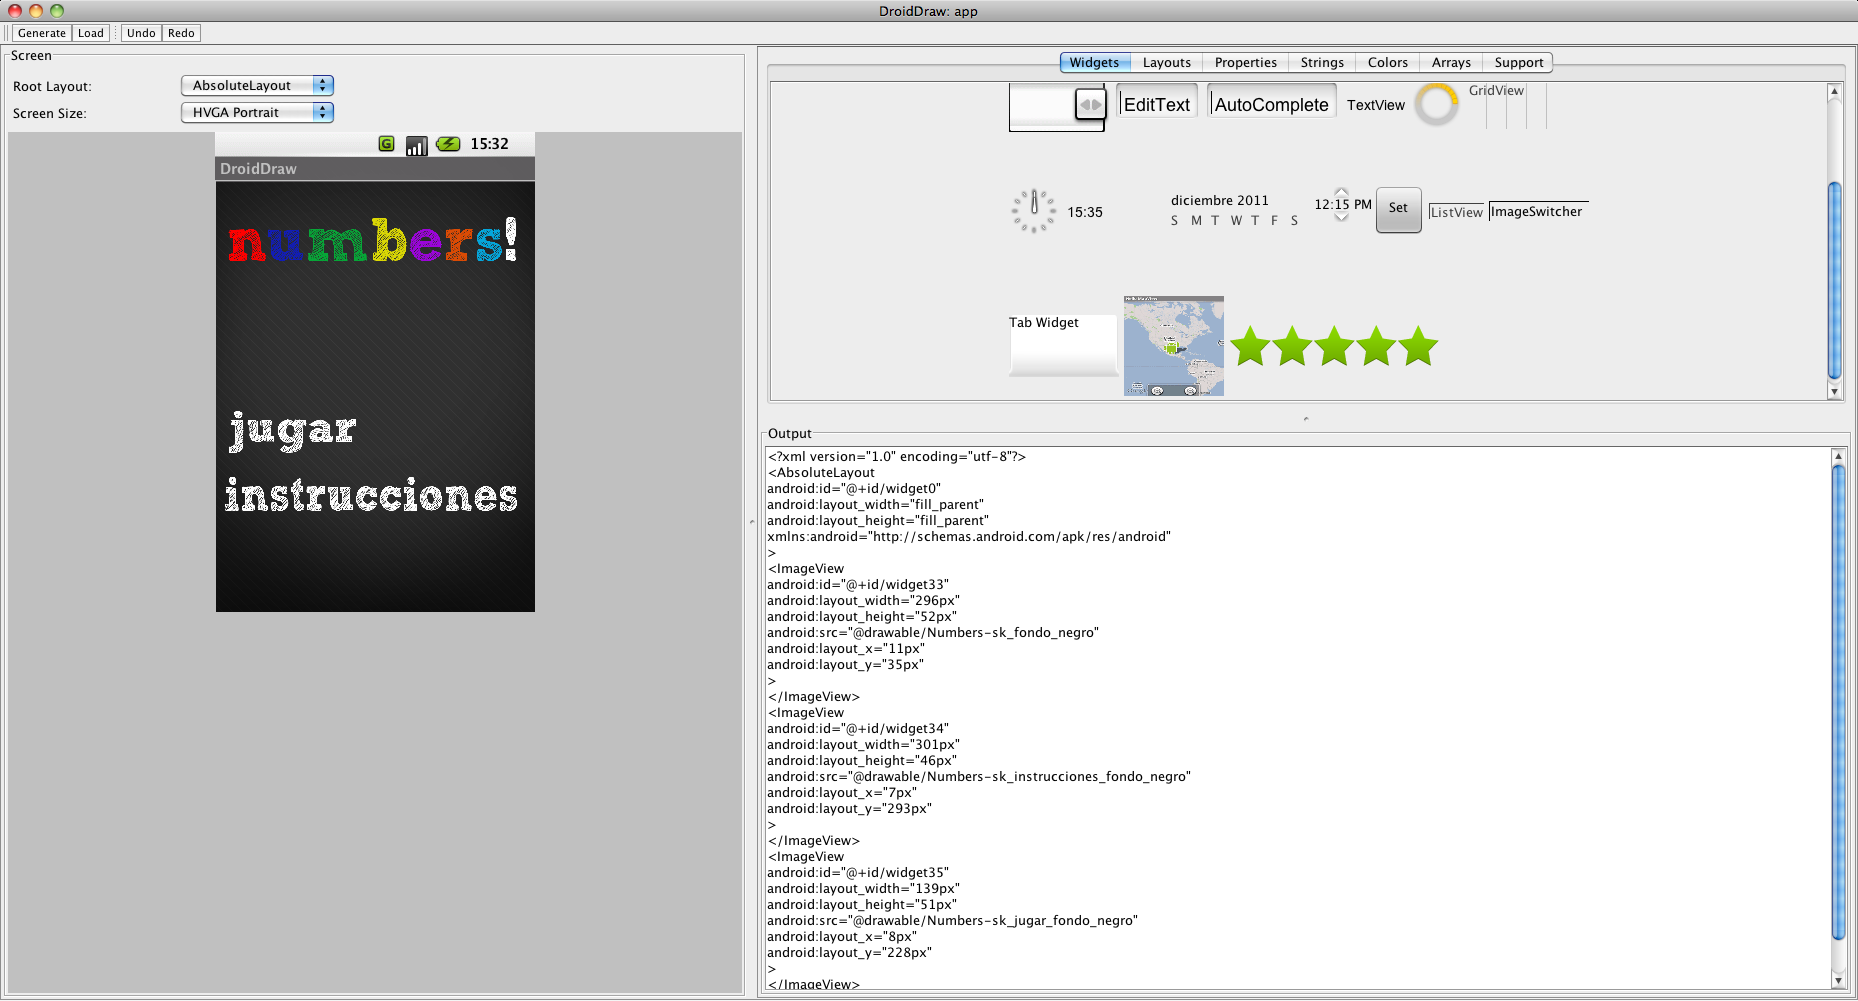 DroidDraw: app
Generate
Load
Undo
Redo
Screen
Root Layout:
AbsoluteLayout
Screen Size:
HVGA Portrait
15:32
DroidDraw
numbers!
jugar
instrucciones
Widgets
Layouts
Properties
Strings
Colors
Arrays
Support
EditText
AutoComplete
TextView
GridView
15:35
diciembre 2011
S M T W T F S
12:15 PM
Set
ListView
ImageSwitcher
Tab Widget
Output
<?xml version="1.0" encoding="utf-8"?>
<AbsoluteLayout
android:id="@+id/widget0"
android:layout_width="fill_parent"
android:layout_height="fill_parent"
xmlns:android="http://schemas.android.com/apk/res/android"
>
<ImageView
android:id="@+id/widget33"
android:layout_width="296px"
android:layout_height="52px"
android:src="@drawable/Numbers-sk_fondo_negro"
android:layout_x="11px"
android:layout_y="35px"
>
</ImageView>
<ImageView
android:id="@+id/widget34"
android:layout_width="301px"
android:layout_height="46px"
android:src="@drawable/Numbers-sk_instrucciones_fondo_negro"
android:layout_x="7px"
android:layout_y="293px"
>
</ImageView>
<ImageView
android:id="@+id/widget35"
android:layout_width="139px"
android:layout_height="51px"
android:src="@drawable/Numbers-sk_jugar_fondo_negro"
android:layout_x="8px"
android:layout_y="228px"
>
</ImageView>